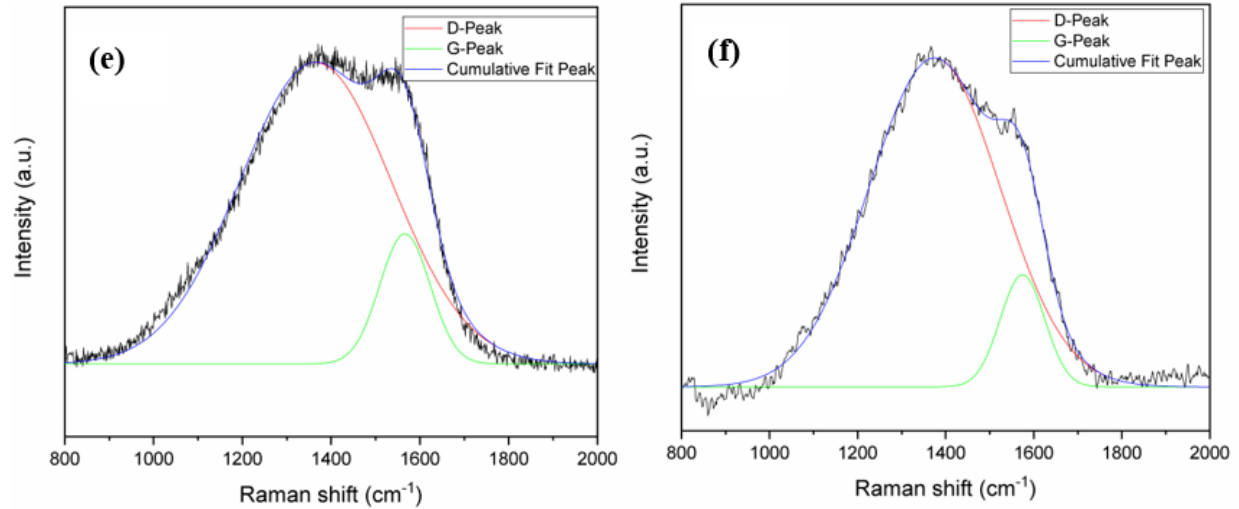 (e)
D-Peak
G-Peak
Cumulative Fit Peak
Intensity (a.u.)
800 1000 1200 1400 1600 1800 2000
Raman shift (cm⁻¹)
(f)
D-Peak
G-Peak
Cumulative Fit Peak
Intensity (a.u.)
800 1000 1200 1400 1600 1800 2000
Raman shift (cm⁻¹)